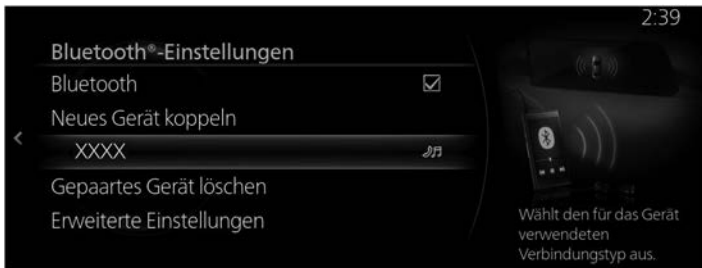 2:39
Bluetooth®-Einstellungen
Bluetooth
Neues Gerät koppeln
XXXX
Gepaartes Gerät löschen
Erweiterte Einstellungen
Wählt den für das Gerät
verwendeten
Verbindungstyp aus.